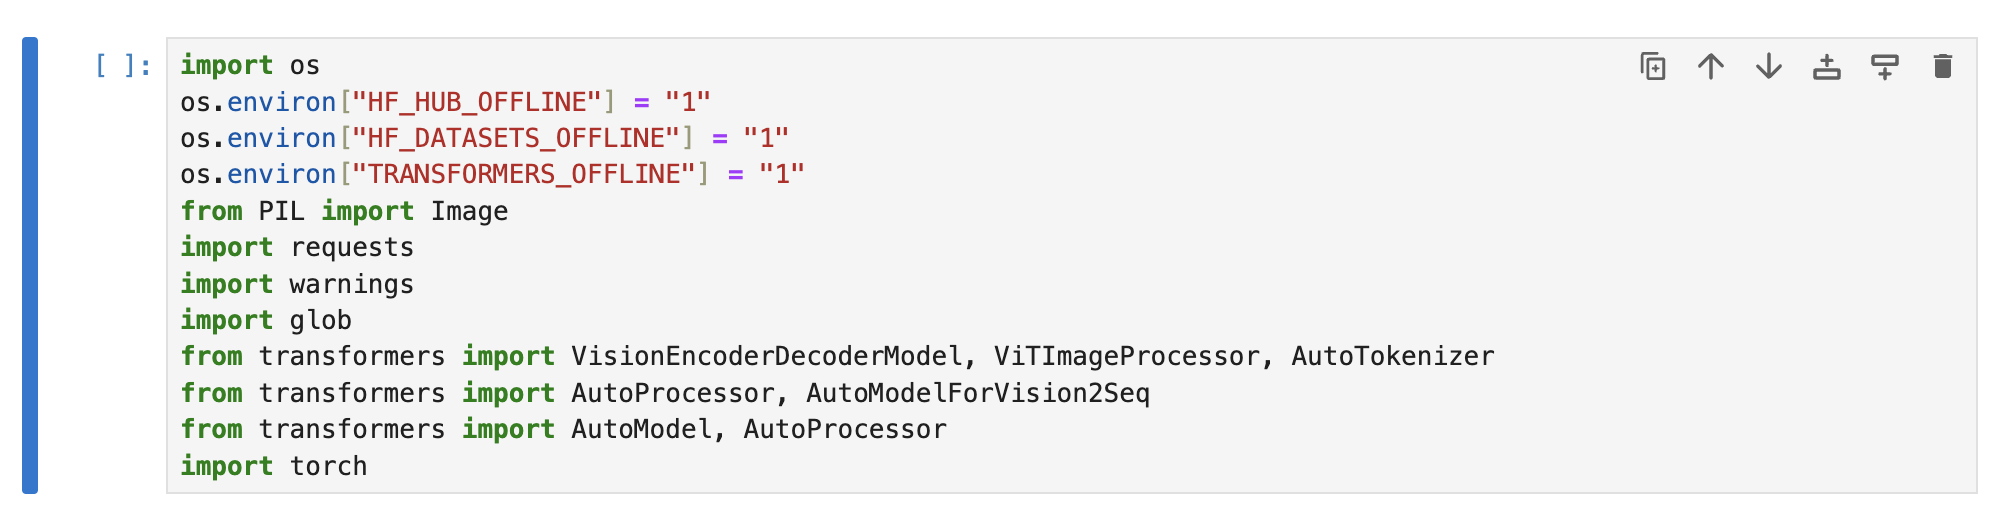 [ ]:
import os
os.environ["HF_HUB_OFFLINE"] = "1"
os.environ["HF_DATASETS_OFFLINE"] = "1"
os.environ["TRANSFORMERS_OFFLINE"] = "1"
from PIL import Image
import requests
import warnings
import glob
from transformers import VisionEncoderDecoderModel, ViTImageProcessor, AutoTokenizer
from transformers import AutoProcessor, AutoModelForVision2Seq
from transformers import AutoModel, AutoProcessor
import torch